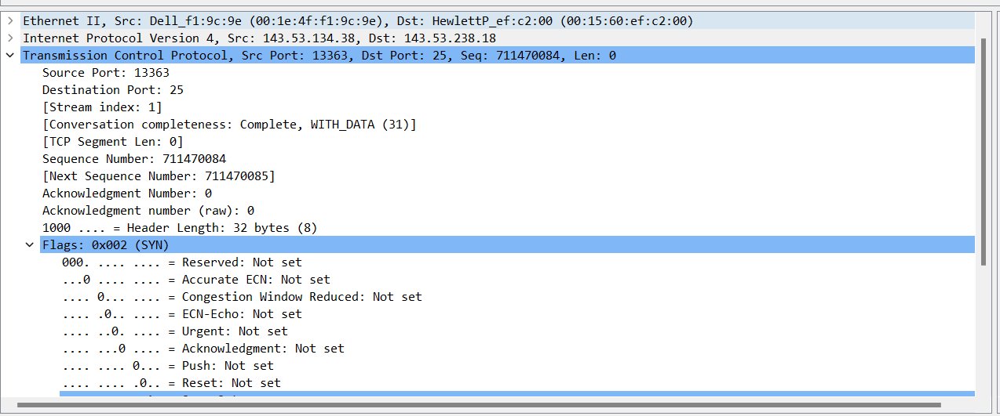 Ethernet II, Src: Dell_f1:9c:9e (00:1e:4f:f1:9c:9e), Dst: HewlettP_ef:c2:00 (00:15:60:ef:c2:00)
Internet Protocol Version 4, Src: 143.53.134.38, Dst: 143.53.238.18
Transmission Control Protocol, Src Port: 13363, Dst Port: 25, Seq: 711470084, Len: 0
Source Port: 13363
Destination Port: 25
[Stream index: 1]
[Conversation completeness: Complete, WITH_DATA (31)]
[TCP Segment Len: 0]
Sequence Number: 711470084
[Next Sequence Number: 711470085]
Acknowledgment Number: 0
Acknowledgment number (raw): 0
1000 .... = Header Length: 32 bytes (8)
Flags: 0x002 (SYN)
000. .... .... = Reserved: Not set
...0 .... .... = Accurate ECN: Not set
.... 0... .... = Congestion Window Reduced: Not set
.... .0.. .... = ECN-Echo: Not set
.... ..0. .... = Urgent: Not set
.... ...0 .... = Acknowledgment: Not set
.... .... 0... = Push: Not set
.... .... .0.. = Reset: Not set